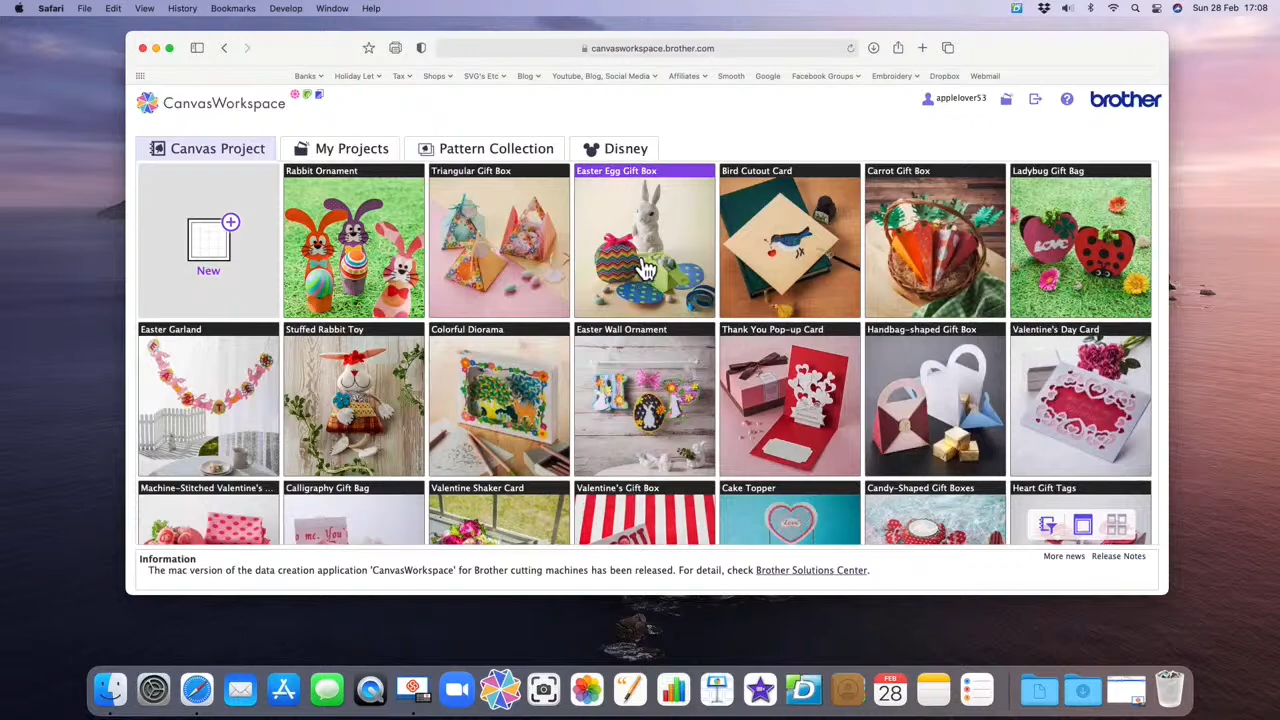 Safari File Edit View History Bookmarks Develop Window Help Sun 28 Feb 17:08
canvasworkspace.brother.com
Banks Holiday Let Tax Shops SVG's Etc Blog Youtube, Blog, Social Media Affiliates Smooth Google Facebook Groups Embroidery Dropbox Webmail
CanvasWorkspace applelover53 brother
Canvas Project My Projects Pattern Collection Disney
Rabbit Ornament Triangular Gift Box Easter Egg Gift Box Bird Cutout Card Carrot Gift Box Ladybug Gift Bag
New
Easter Garland Stuffed Rabbit Toy Colorful Diorama Easter Wall Ornament Thank You Pop-up Card Handbag-shaped Gift Box Valentine's Day Card
Machine-Stitched Valentine's ... Calligraphy Gift Bag Valentine Shaker Card Valentine's Gift Box Cake Topper Candy-Shaped Gift Boxes Heart Gift Tags
Information More news Release Notes
The mac version of the data creation application 'CanvasWorkspace' for Brother cutting machines has been released. For detail, check Brother Solutions Center.
FEB
28